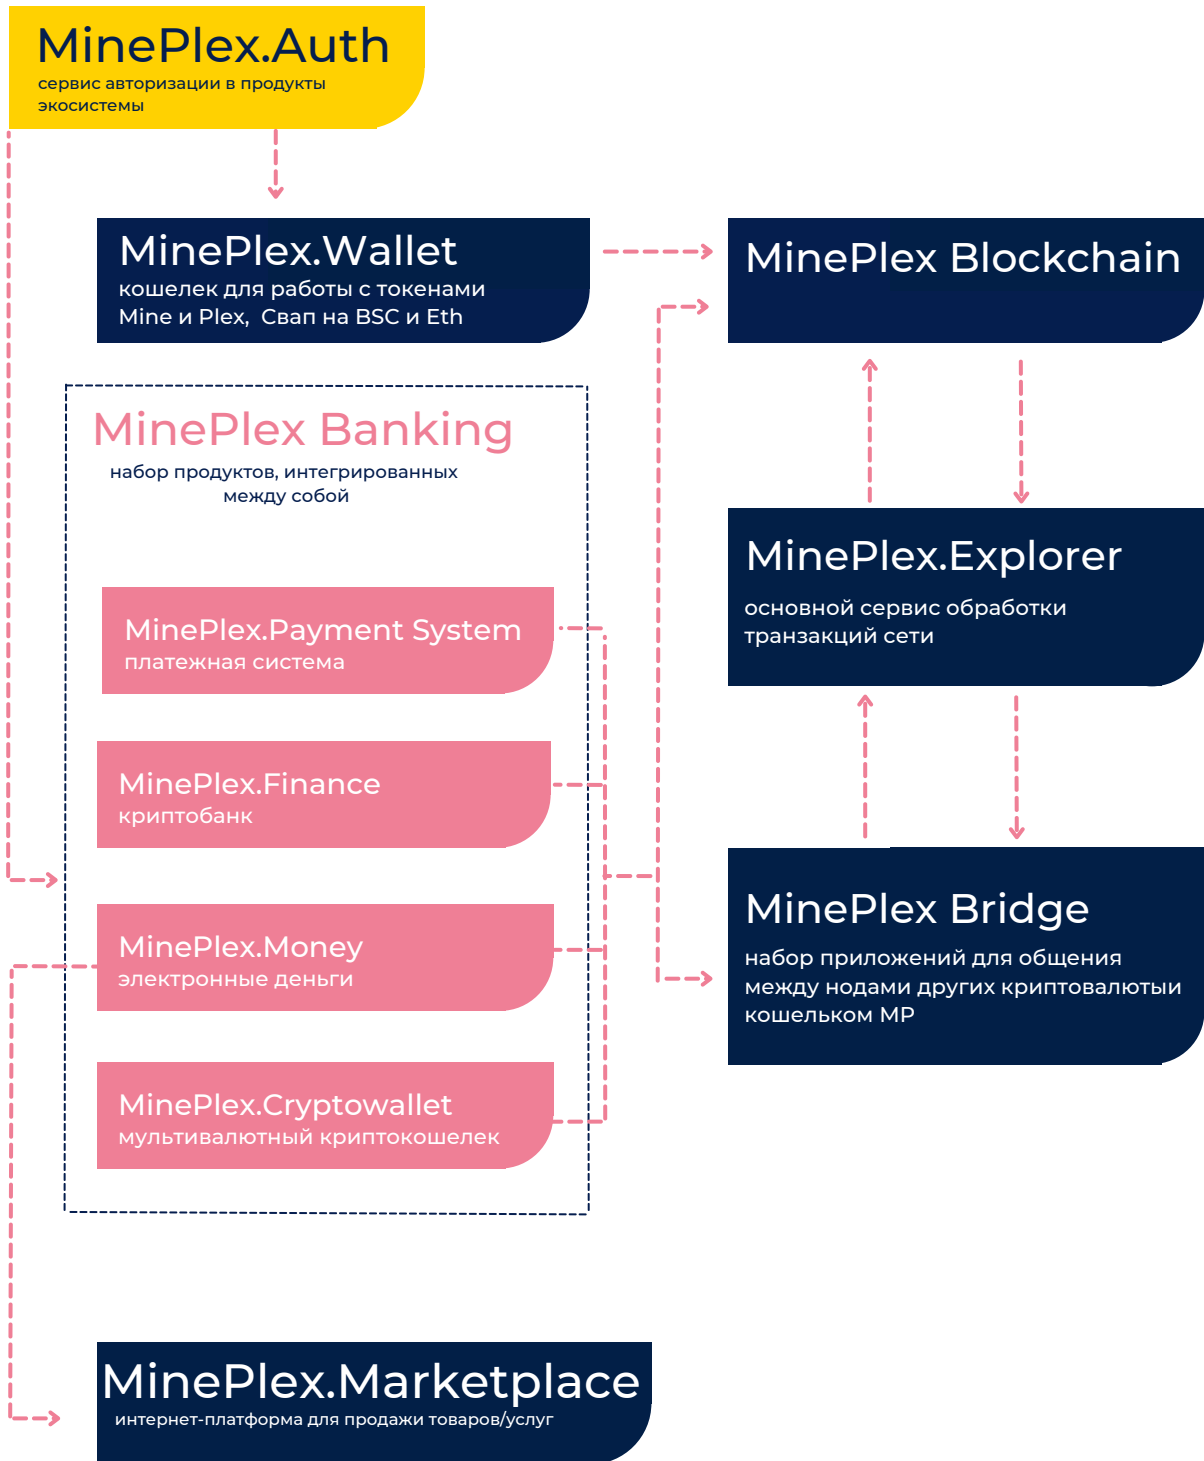 MinePlex.Auth
сервис авторизации в продукты
экосистемы
MinePlex.Wallet
кошелек для работы с токенами
Mine и Plex, Свап на BSC и Eth
MinePlex Blockchain
MinePlex Banking
набор продуктов, интегрированных
между собой
MinePlex.Explorer
основной сервис обработки
транзакций сети
MinePlex.Payment System
платежная система
MinePlex.Finance
криптобанк
MinePlex Bridge
набор приложений для общения
между нодами других криптовалютыи
кошельком МР
MinePlex.Money
электронные деньги
MinePlex.Cryptowallet
мультивалютный криптокошелек
MinePlex.Marketplace
интернет-платформа для продажи товаров/услуг